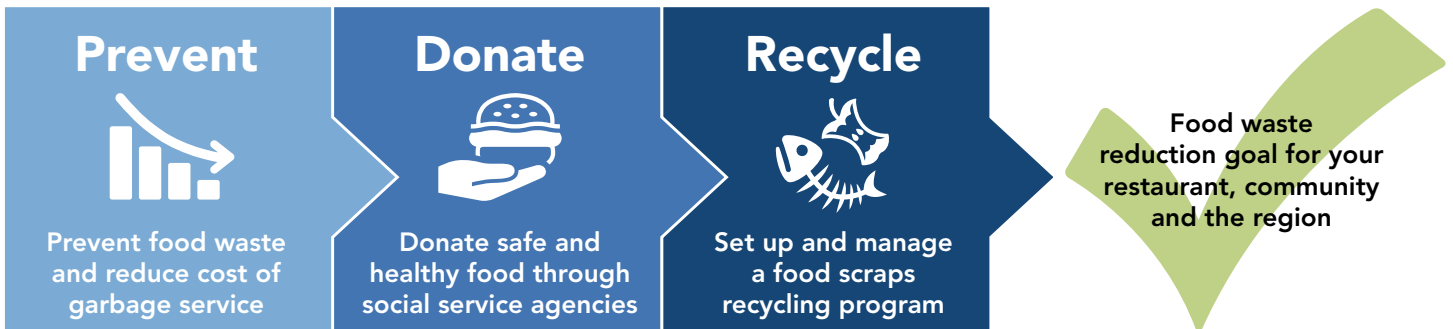 Prevent
Prevent food waste
and reduce cost of
garbage service
Donate
Donate safe and
healthy food through
social service agencies
Recycle
Set up and manage
a food scraps
recycling program
Food waste
reduction goal for your
restaurant, community
and the region